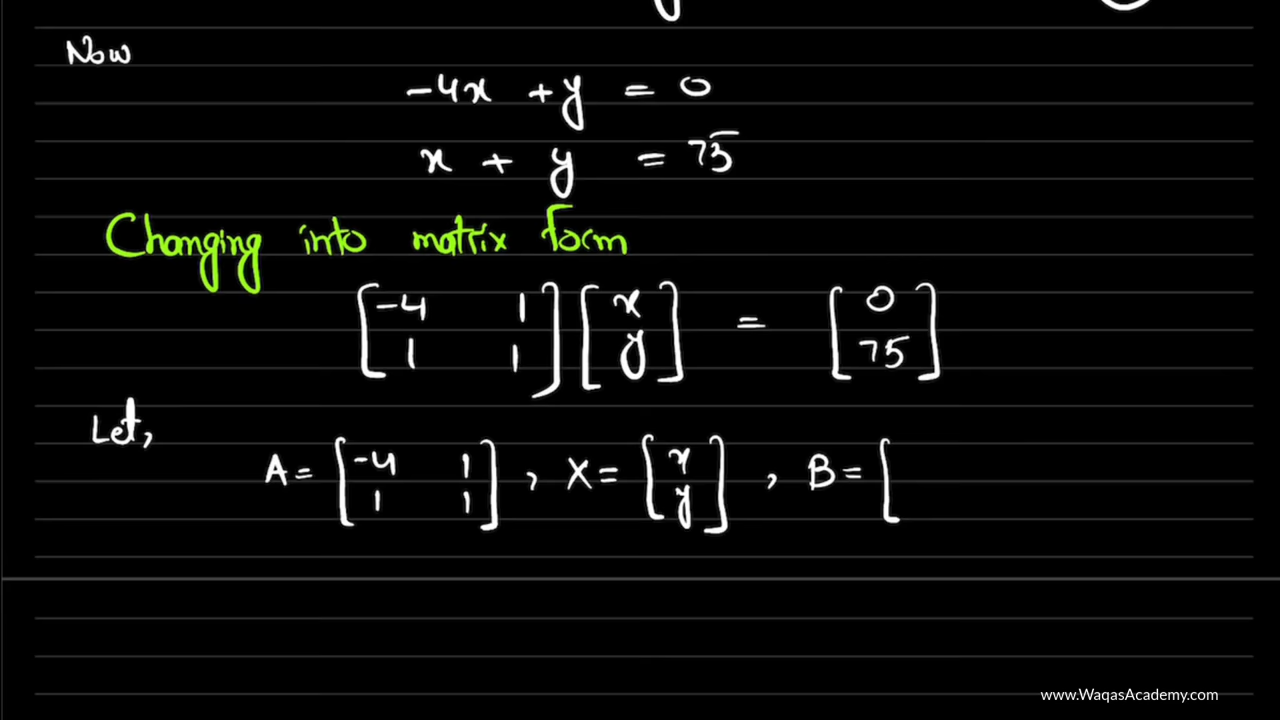 Now
-4x + y = 0
x + y = 75
Changing into matrix form
[-4 1] [x] = [0]
[1 1] [y] [75]
Let,
A = [-4 1], X = [x], B = [
[1 1] [y]
www.WaqasAcademy.com